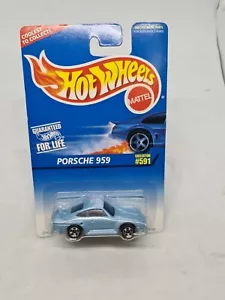 COOLEST
TO COLLECT!
HOT WHEELS
MATTEL
GUARANTEED
FOR LIFE
PORSCHE 959
COLLECTOR
#591